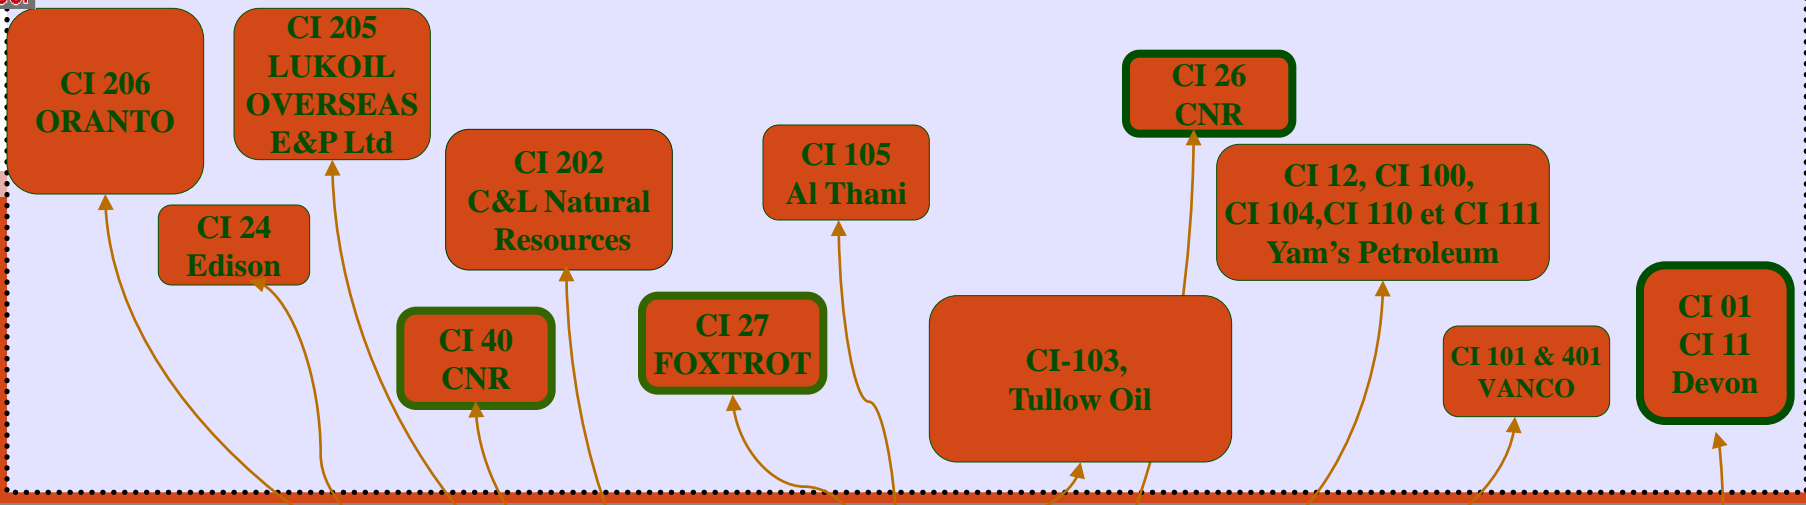 CI 206
ORANTO
CI 205
LUKOIL
OVERSEAS
E&P Ltd
CI 24
Edison
CI 202
C&L Natural
Resources
CI 40
CNR
CI 27
FOXTROT
CI 105
Al Thani
CI 26
CNR
CI-103,
Tullow Oil
CI 12, CI 100,
CI 104,CI 110 et CI 111
Yam’s Petroleum
CI 101 & 401
VANCO
CI 01
CI 11
Devon